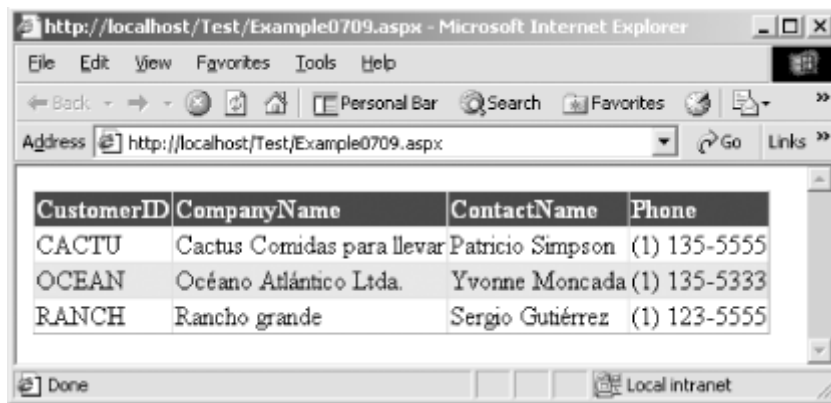 http://localhost/Test/Example0709.aspx - Microsoft Internet Explorer
File Edit View Favorites Tools Help
Back Personal Bar Search Favorites »
Address http://localhost/Test/Example0709.aspx Go Links »
CustomerID CompanyName ContactName Phone
CACTU Cactus Comidas para llevar Patricio Simpson (1) 135-5555
OCEAN Océano Atlántico Ltda. Yvonne Moncada (1) 135-5333
RANCH Rancho grande Sergio Gutiérrez (1) 123-5555
Done Local intranet